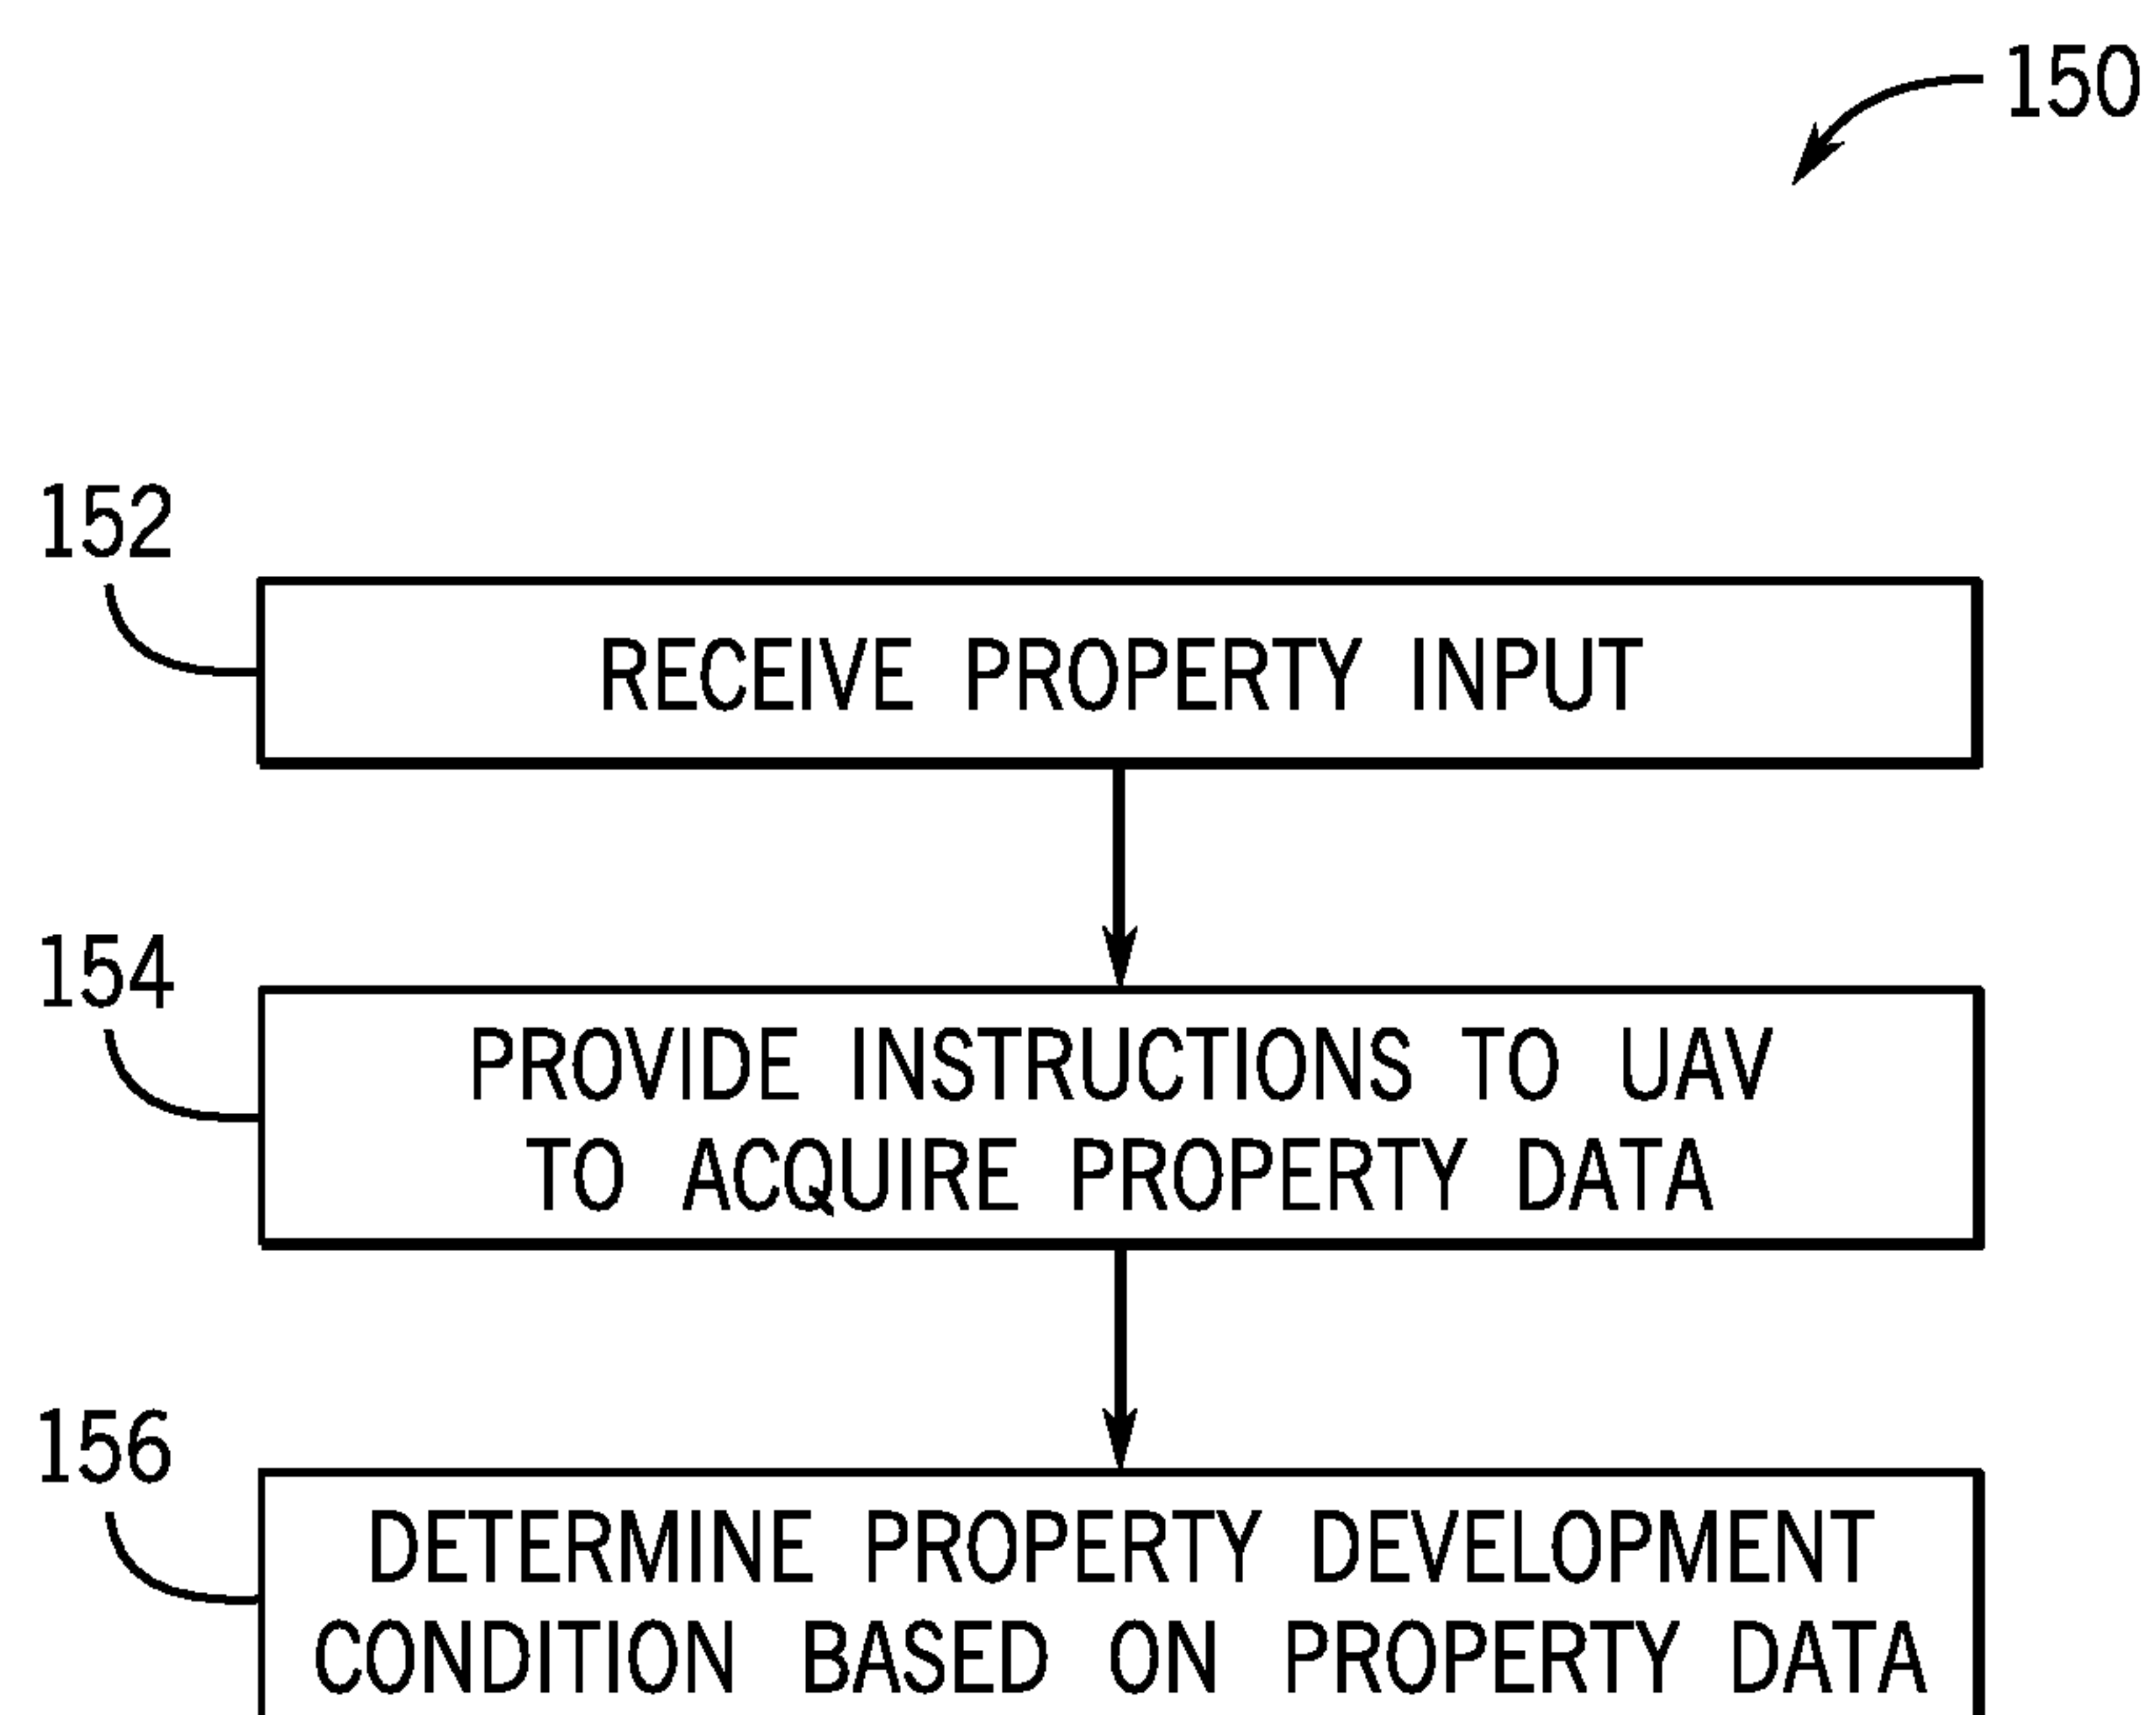 150
152
RECEIVE PROPERTY INPUT
154
PROVIDE INSTRUCTIONS TO UAV
TO ACQUIRE PROPERTY DATA
156
DETERMINE PROPERTY DEVELOPMENT
CONDITION BASED ON PROPERTY DATA